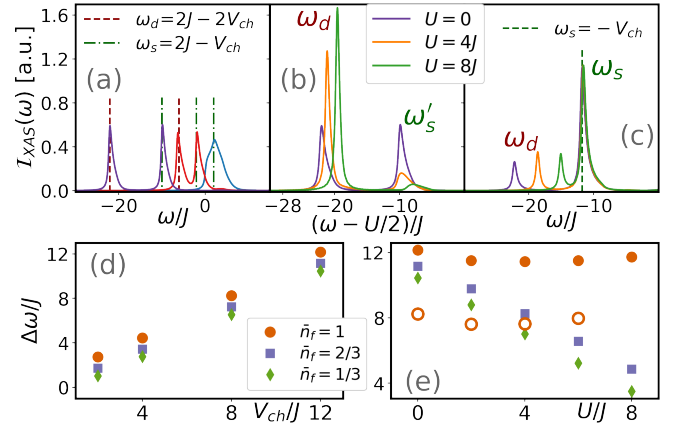 I_XAS(ω) [a.u.]
1.6
1.2
0.8
0.4
0.0
ω_d = 2J − 2V_ch
ω_s = 2J − V_ch
(a)
−20
0
ω/J
(b)
ω_d
ω_s′
U = 0
U = 4J
U = 8J
−28
−20
−10
(ω − U/2)/J
ω_s = − V_ch
ω_s
ω_d
(c)
−20
−10
ω/J
Δω/J
12
8
4
0
(d)
4
8
V_ch/J
12
n̄_f = 1
n̄_f = 2/3
n̄_f = 1/3
12
8
4
(e)
0
4
U/J
8